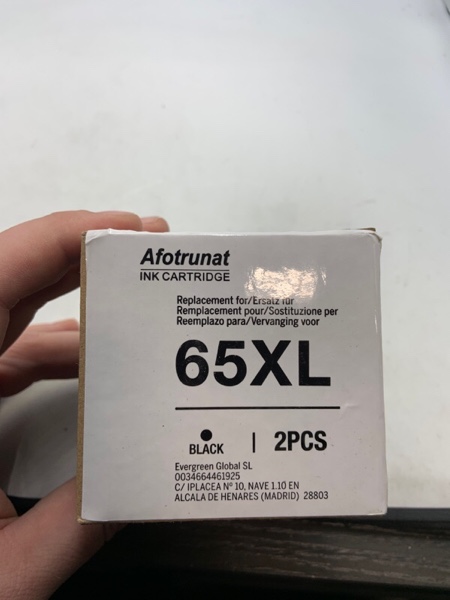 Afotrunat
INK CARTRIDGE
Replacement for/Ersatz für
Remplacement pour/Sostituzione per
Reemplazo para/Vervanging voor
65XL
BLACK | 2PCS
Evergreen Global SL
0034664461925
C/ IPLACEA Nº 10, NAVE 1.10 EN
ALCALA DE HENARES (MADRID) 28803